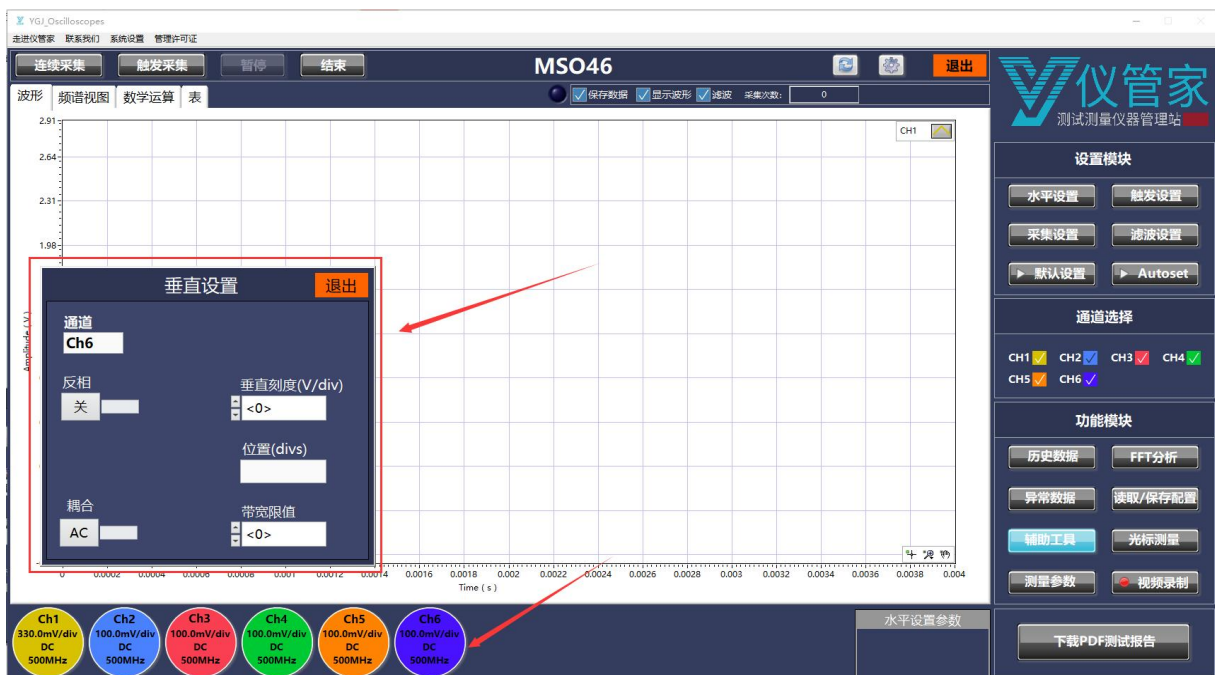 YGJ_Oscilloscopes
走进仪管家 联系我们 系统设置 管理许可证
连续采集 触发采集 暂停 结束 MSO46 退出
波形 频谱视图 数学运算 表 保存数据 显示波形 滤波 采集次数: 0
仪管家
测试测量仪器管理站
CH1
2.91
2.64
2.31
1.98
Amplitude (V)
垂直设置 退出
通道
Ch6
反相 垂直刻度(V/div)
关 <0>
位置(divs)
耦合 带宽限值
AC <0>
0 0.0002 0.0004 0.0006 0.0008 0.001 0.0012 0.0014 0.0016 0.0018 0.002 0.0022 0.0024 0.0026 0.0028 0.003 0.0032 0.0034 0.0036 0.0038 0.004
Time (s)
设置模块
水平设置 触发设置
采集设置 滤波设置
默认设置 Autoset
通道选择
CH1 CH2 CH3 CH4
CH5 CH6
功能模块
历史数据 FFT分析
异常数据 读取/保存配置
辅助工具 光标测量
测量参数 视频录制
下载PDF测试报告
Ch1 Ch2 Ch3 Ch4 Ch5 Ch6
330.0mV/div 100.0mV/div 100.0mV/div 100.0mV/div 100.0mV/div 100.0mV/div
DC DC DC DC DC DC
500MHz 500MHz 500MHz 500MHz 500MHz 500MHz
水平设置参数